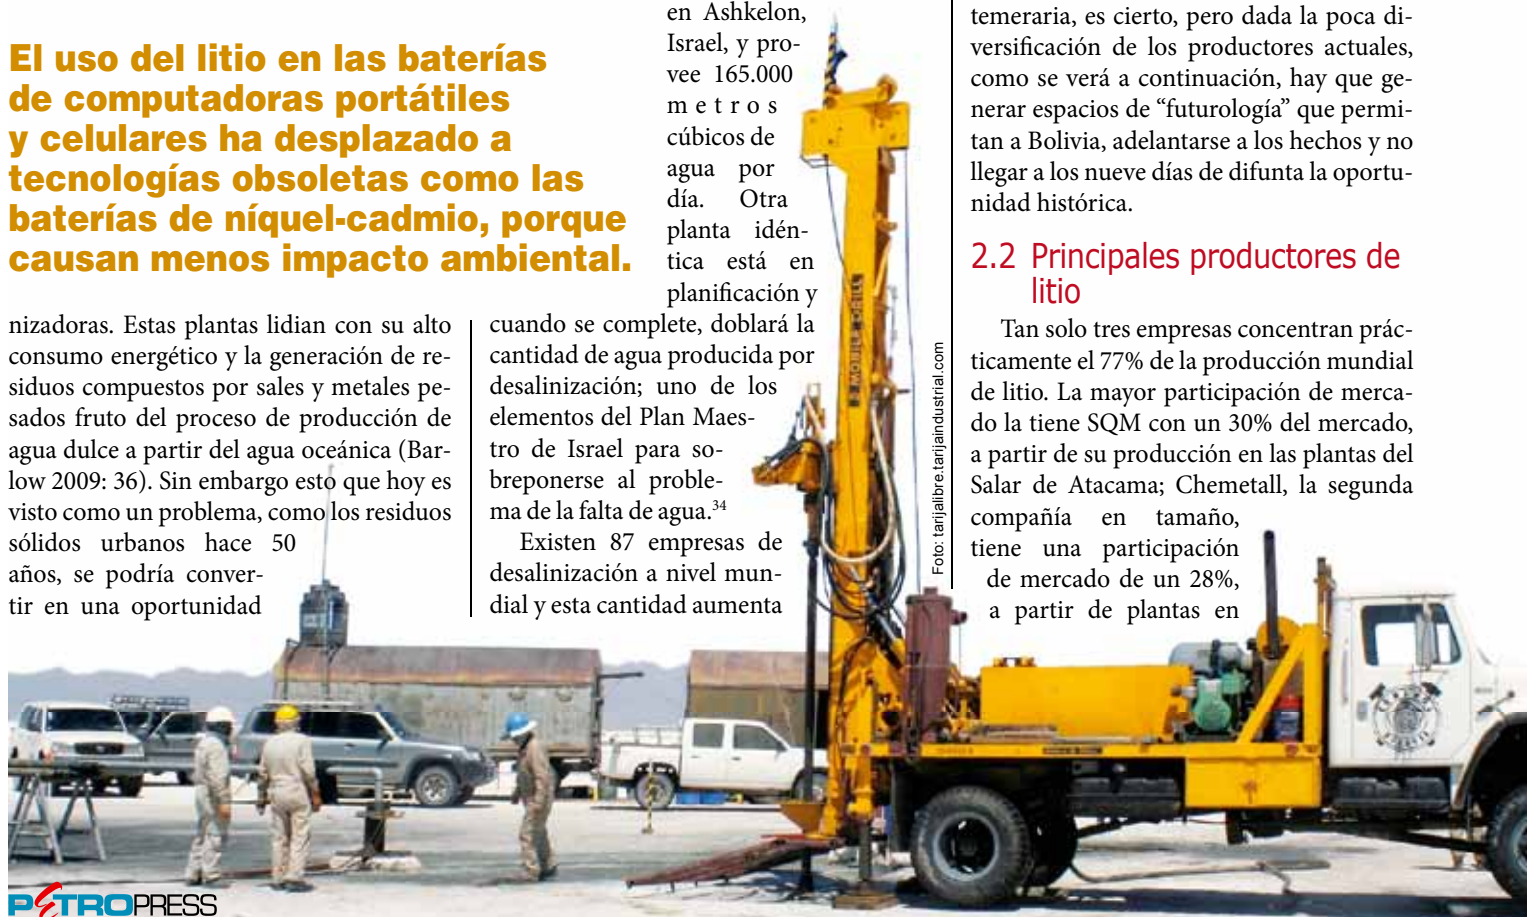 El uso del litio en las baterías
de computadoras portátiles
y celulares ha desplazado a
tecnologías obsoletas como las
baterías de níquel-cadmio, porque
causan menos impacto ambiental.
nizadoras. Estas plantas lidian con su alto
consumo energético y la generación de re-
siduos compuestos por sales y metales pe-
sados fruto del proceso de producción de
agua dulce a partir del agua oceánica (Bar-
low 2009: 36). Sin embargo esto que hoy es
visto como un problema, como los residuos
sólidos urbanos hace 50
años, se podría conver-
tir en una oportunidad
en Ashkelon,
Israel, y pro-
vee 165.000
metros
cúbicos de
agua por
día. Otra
planta idén-
tica está en
planificación y
cuando se complete, doblará la
cantidad de agua producida por
desalinización; uno de los
elementos del Plan Maes-
tro de Israel para so-
breponerse al proble-
ma de la falta de agua.34
Existen 87 empresas de
desalinización a nivel mun-
dial y esta cantidad aumenta
MOBILE DRILL
Foto: tarijalibre.tarijaindustrial.com
temeraria, es cierto, pero dada la poca di-
versificación de los productores actuales,
como se verá a continuación, hay que ge-
nerar espacios de “futurología” que permi-
tan a Bolivia, adelantarse a los hechos y no
llegar a los nueve días de difunta la oportu-
nidad histórica.
2.2 Principales productores de
litio
Tan solo tres empresas concentran prác-
ticamente el 77% de la producción mundial
de litio. La mayor participación de merca-
do la tiene SQM con un 30% del mercado,
a partir de su producción en las plantas del
Salar de Atacama; Chemetall, la segunda
compañía en tamaño,
tiene una participación
de mercado de un 28%,
a partir de plantas en
PETROPRESS